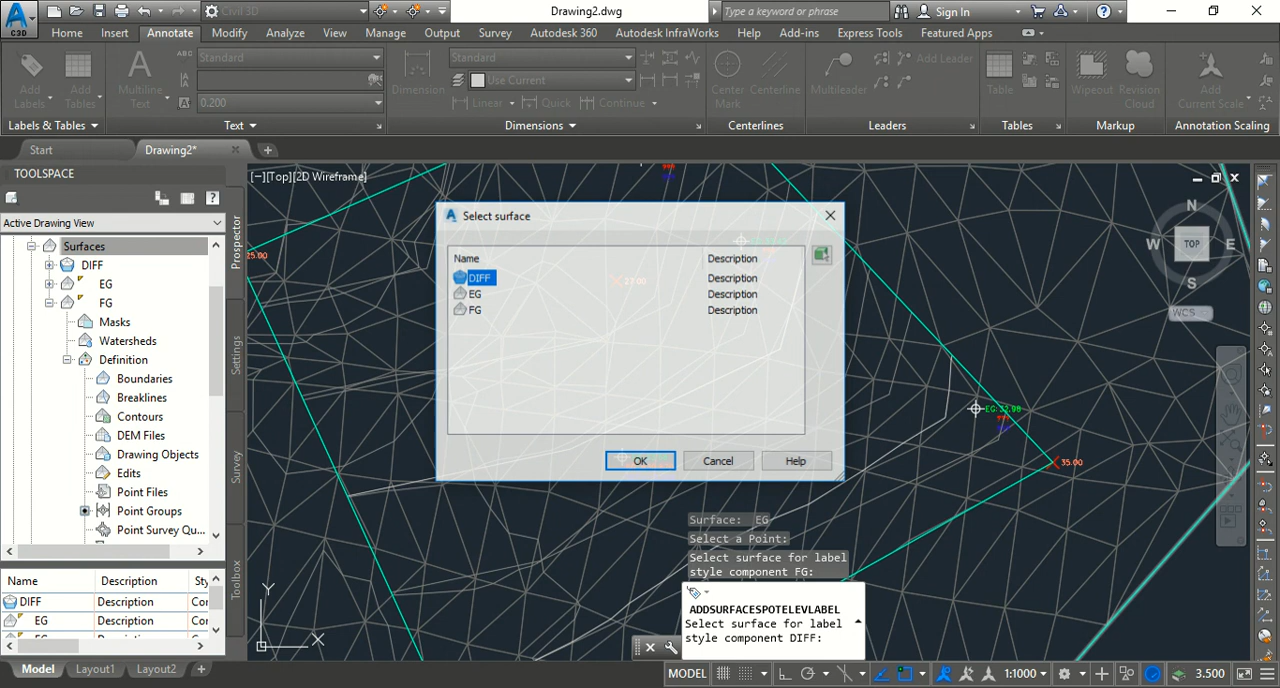 C3D
Civil 3D
Drawing2.dwg
Type a keyword or phrase
Sign In
Home Insert Annotate Modify Analyze View Manage Output Survey Autodesk 360 Autodesk InfraWorks Help Add-ins Express Tools Featured Apps
Add Labels
Add Tables
Labels & Tables
ABC
Multiline Text
Standard
0.200
Text
Dimension
Standard
Use Current
Linear Quick Continue
Dimensions
Center Mark
Centerline
Centerlines
Multileader
Add Leader
Leaders
Table
Tables
Wipeout
Revision Cloud
Markup
Add Current Scale
Annotation Scaling
Start
Drawing2*
TOOLSPACE
Active Drawing View
Surfaces
DIFF
EG
FG
Masks
Watersheds
Definition
Boundaries
Breaklines
Contours
DEM Files
Drawing Objects
Edits
Point Files
Point Groups
Point Survey Qu...
Prospector
Settings
Survey
Toolbox
Name Description Sty
DIFF Description Con
EG Description Con
[−][Top][2D Wireframe]
25.00
N
W TOP E
S
WCS
Select surface
Name Description
DIFF Description
EG Description
FG Description
OK Cancel Help
EG: 32.98
35.00
Surface: EG
Select a Point:
Select surface for label
style component FG:
ADDSURFACESPOTELEVLABEL
Select surface for label
style component DIFF:
Y
X
Model Layout1 Layout2
MODEL
1:1000
3.500